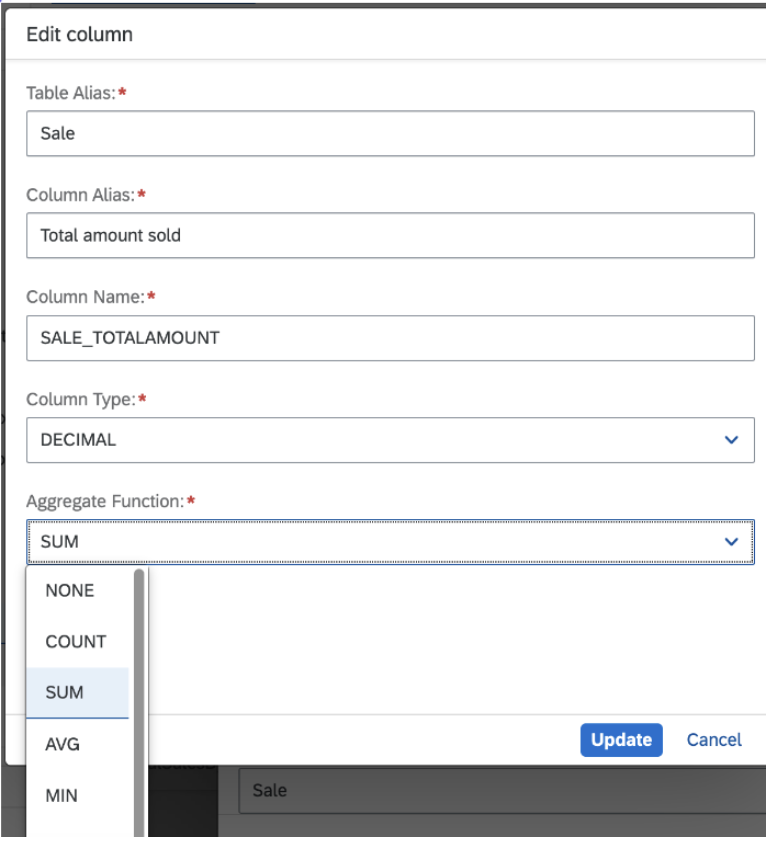 Edit column
Table Alias:*
Sale
Column Alias:*
Total amount sold
Column Name:*
SALE_TOTALAMOUNT
Column Type:*
DECIMAL
Aggregate Function:*
SUM
NONE
COUNT
SUM
AVG
MIN
Update Cancel
Sale